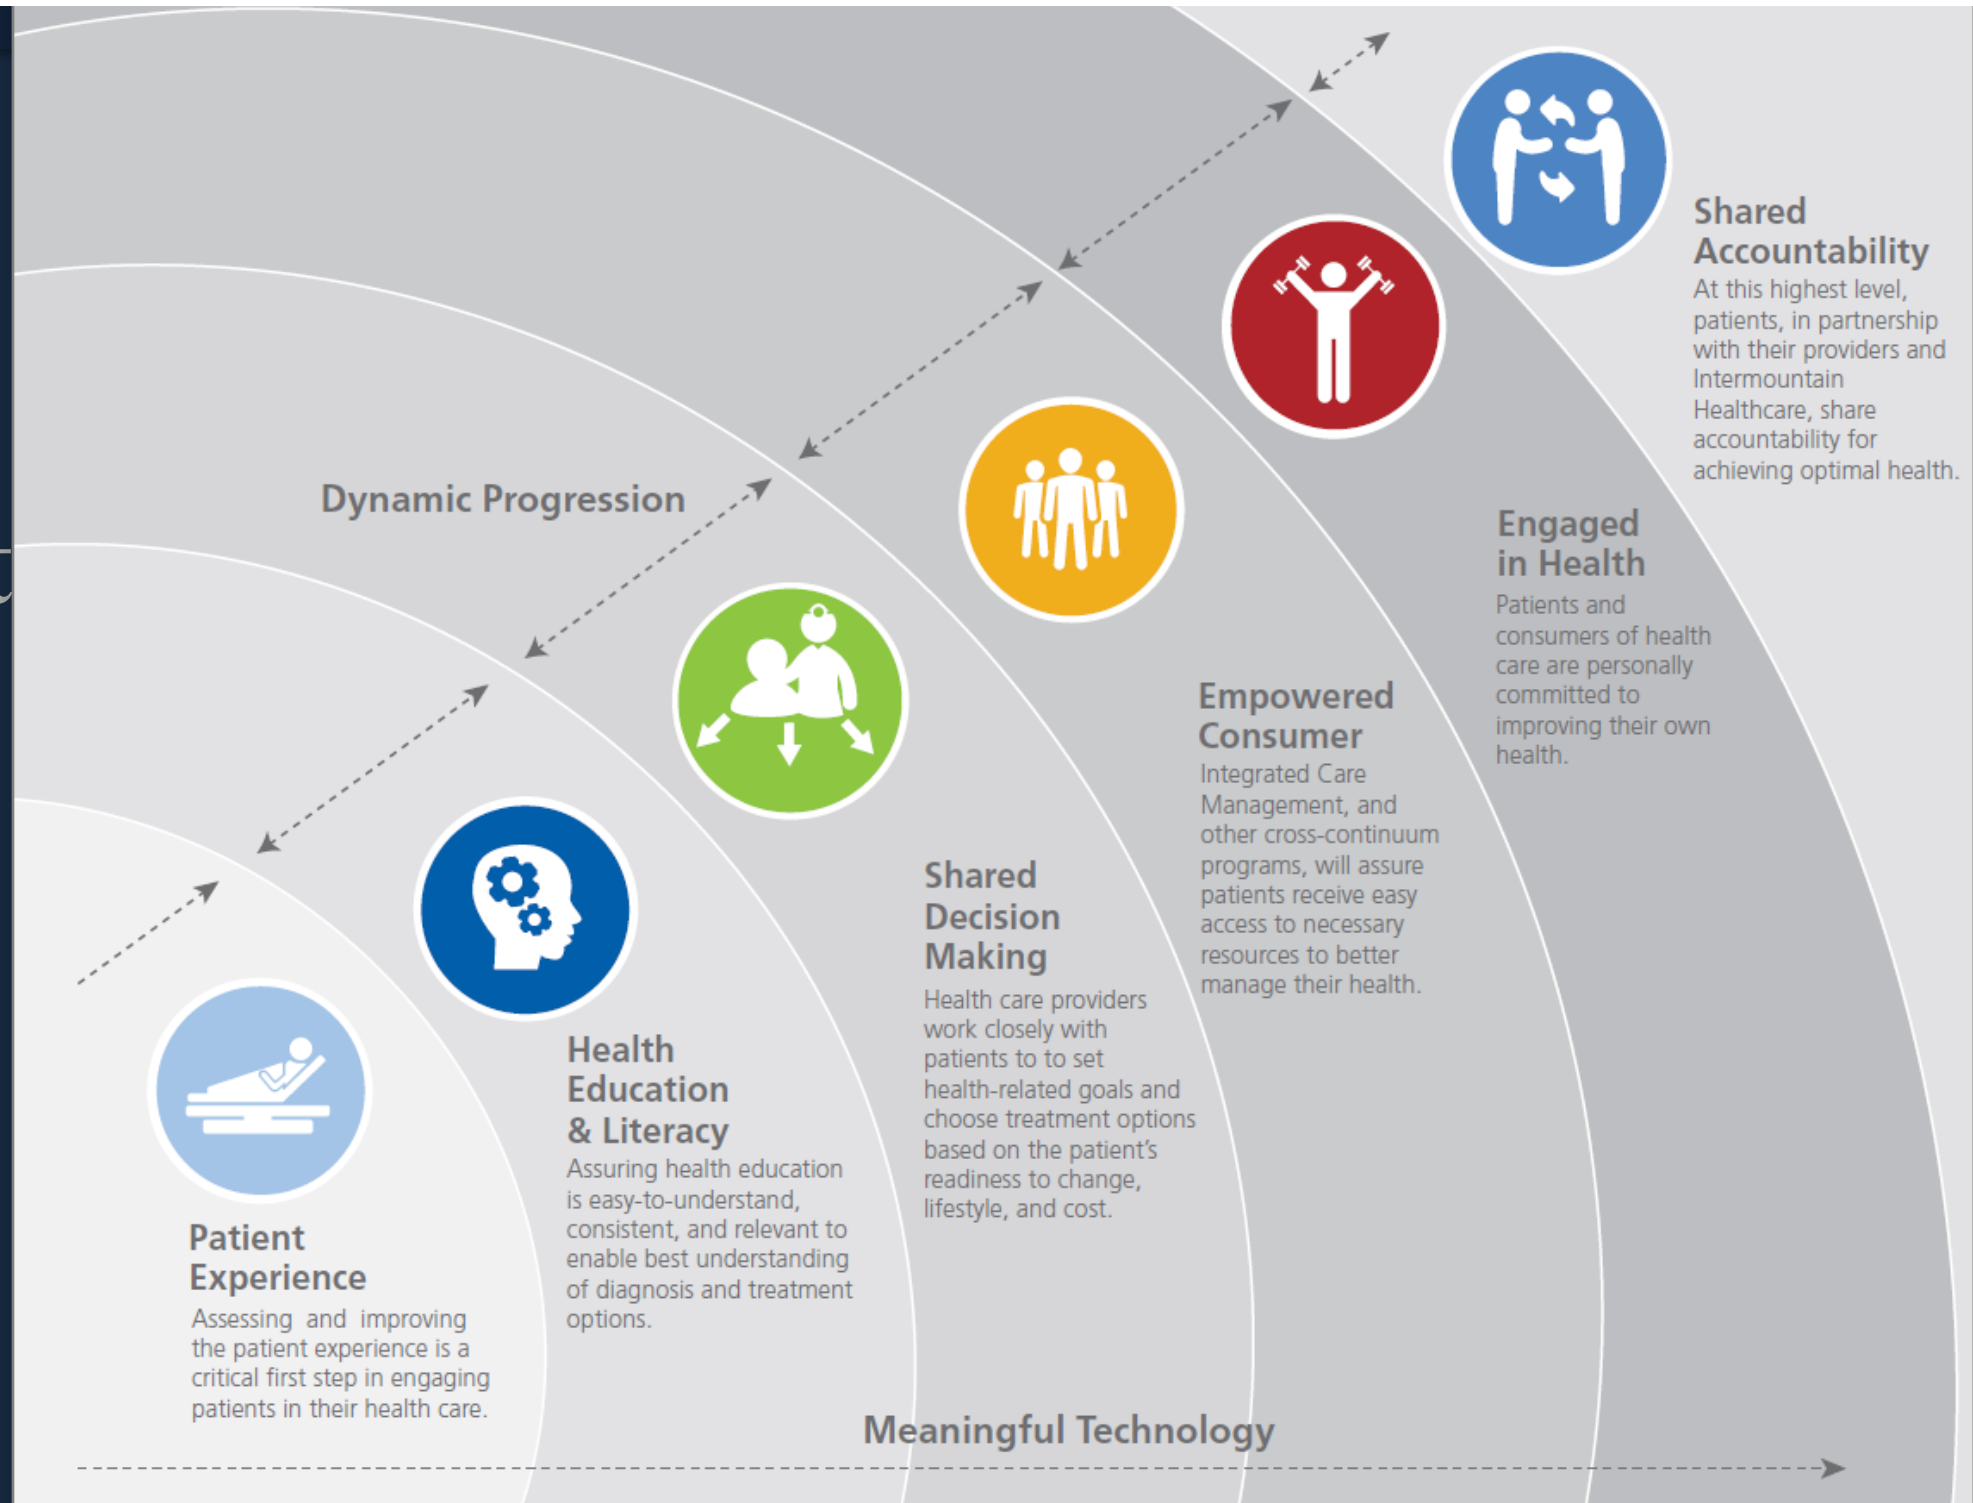 Shared
Accountability
At this highest level,
patients, in partnership
with their providers and
Intermountain
Healthcare, share
accountability for
achieving optimal health.
Dynamic Progression
Engaged
in Health
Patients and
consumers of health
care are personally
committed to
improving their own
health.
Empowered
Consumer
Integrated Care
Management, and
other cross-continuum
programs, will assure
patients receive easy
access to necessary
resources to better
manage their health.
Shared
Decision
Making
Health care providers
work closely with
patients to to set
health-related goals and
choose treatment options
based on the patient's
readiness to change,
lifestyle, and cost.
Health
Education
& Literacy
Assuring health education
is easy-to-understand,
consistent, and relevant to
enable best understanding
of diagnosis and treatment
options.
Patient
Experience
Assessing and improving
the patient experience is a
critical first step in engaging
patients in their health care.
Meaningful Technology